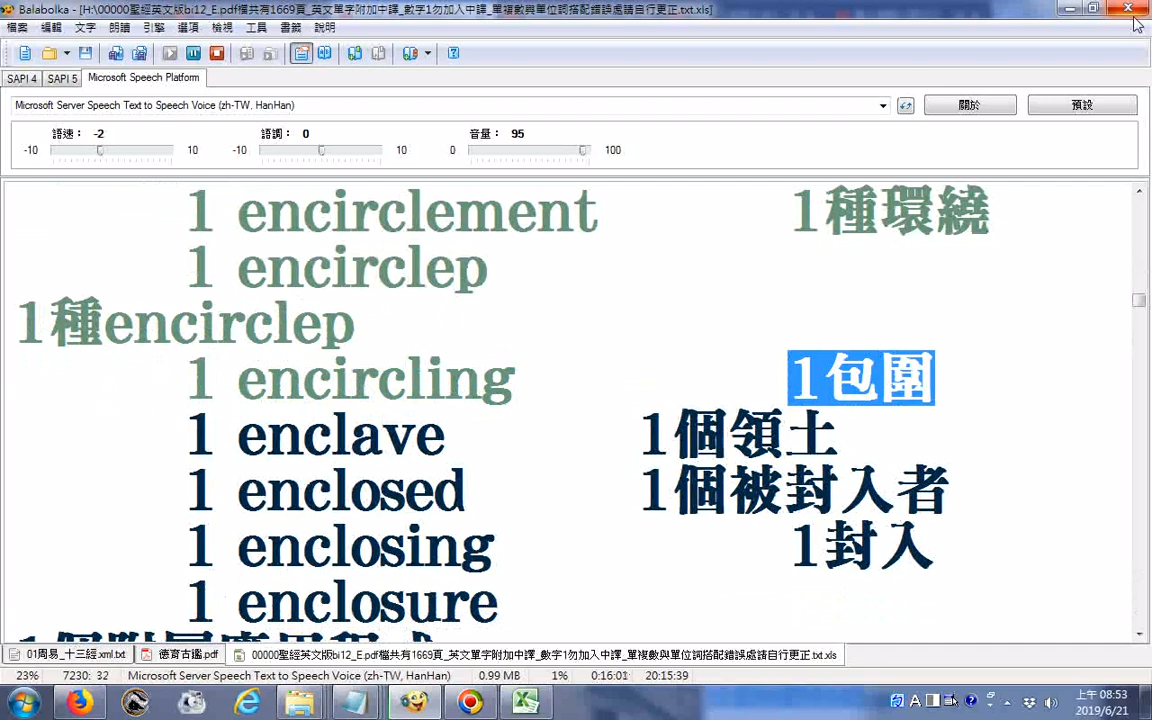 Balabolka - [H:\00000聖經英文版bi12_E.pdf檔共有1669頁_英文單字附加中譯_數字1勿加入中譯_單複數與單位詞搭配錯誤處請自行更正.txt.xls]
檔案 編輯 文字 朗讀 引擎 選項 檢視 工具 書籤 說明
SAPI 4 SAPI 5 Microsoft Speech Platform
Microsoft Server Speech Text to Speech Voice (zh-TW, HanHan) 關於 預設
語速： -2 語調： 0 音量： 95
-10 10 -10 10 0 100
1 encirclement 1種環繞
1 encirclep
1種encirclep
1 encircling 1包圍
1 enclave 1個領土
1 enclosed 1個被封入者
1 enclosing 1封入
1 enclosure
01周易_十三經.xml.txt 德育古鑑.pdf 00000聖經英文版bi12_E.pdf檔共有1669頁_英文單字附加中譯_數字1勿加入中譯_單複數與單位詞搭配錯誤處請自行更正.txt.xls
23% 7230: 32 Microsoft Server Speech Text to Speech Voice (zh-TW, HanHan) 0.99 MB 1% 0:16:01 20:15:39
上午 08:53
2019/6/21